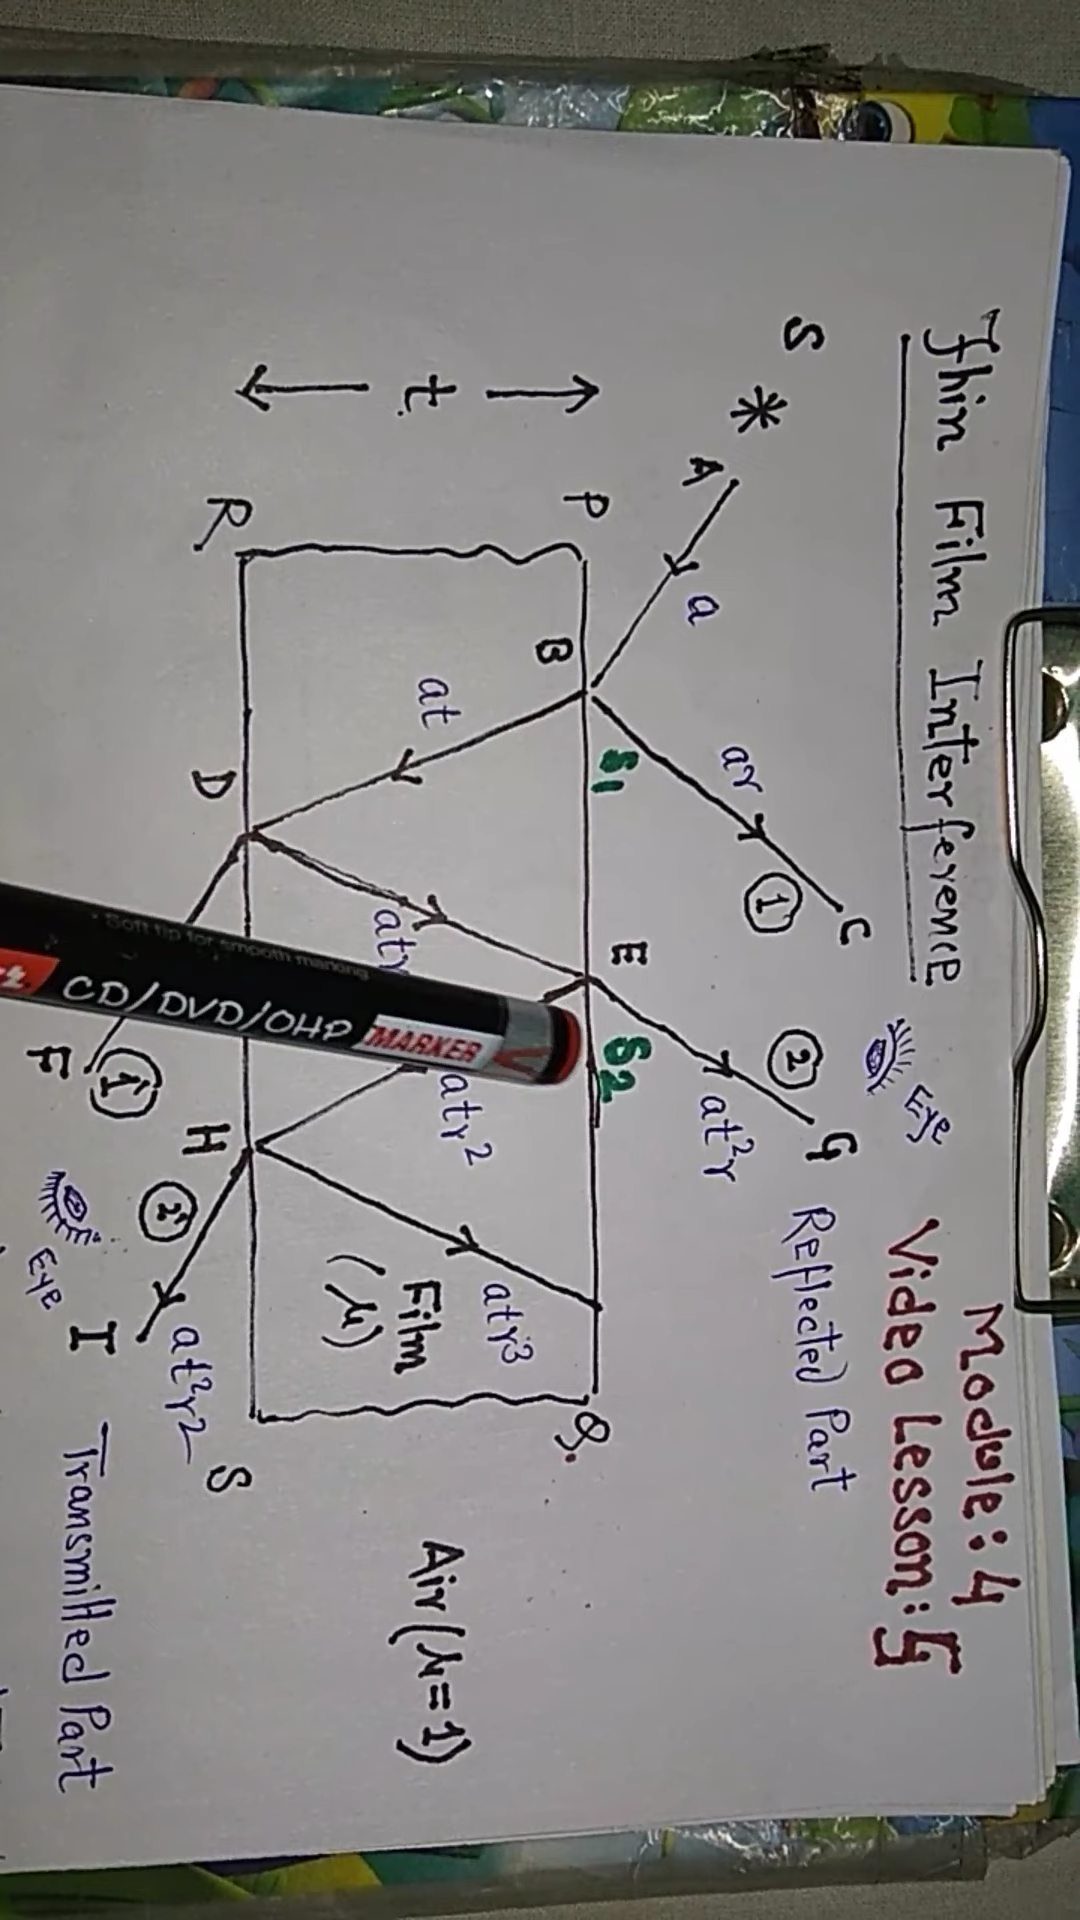 Thin Film Interference
Module: 4
Video Lesson: 5
S
A
a
ar
1
C
Eye
2
G
at²r
Reflected Part
P
B
S1
E
S2
Q.
t
at
atr
atr²
atr³
Film
(μ)
Air (μ=1)
R
D
H
S
F
1
2
I
at²r²
Eye
Transmitted Part
Soft tip for smooth marking
CD/DVD/OHP
MARKER